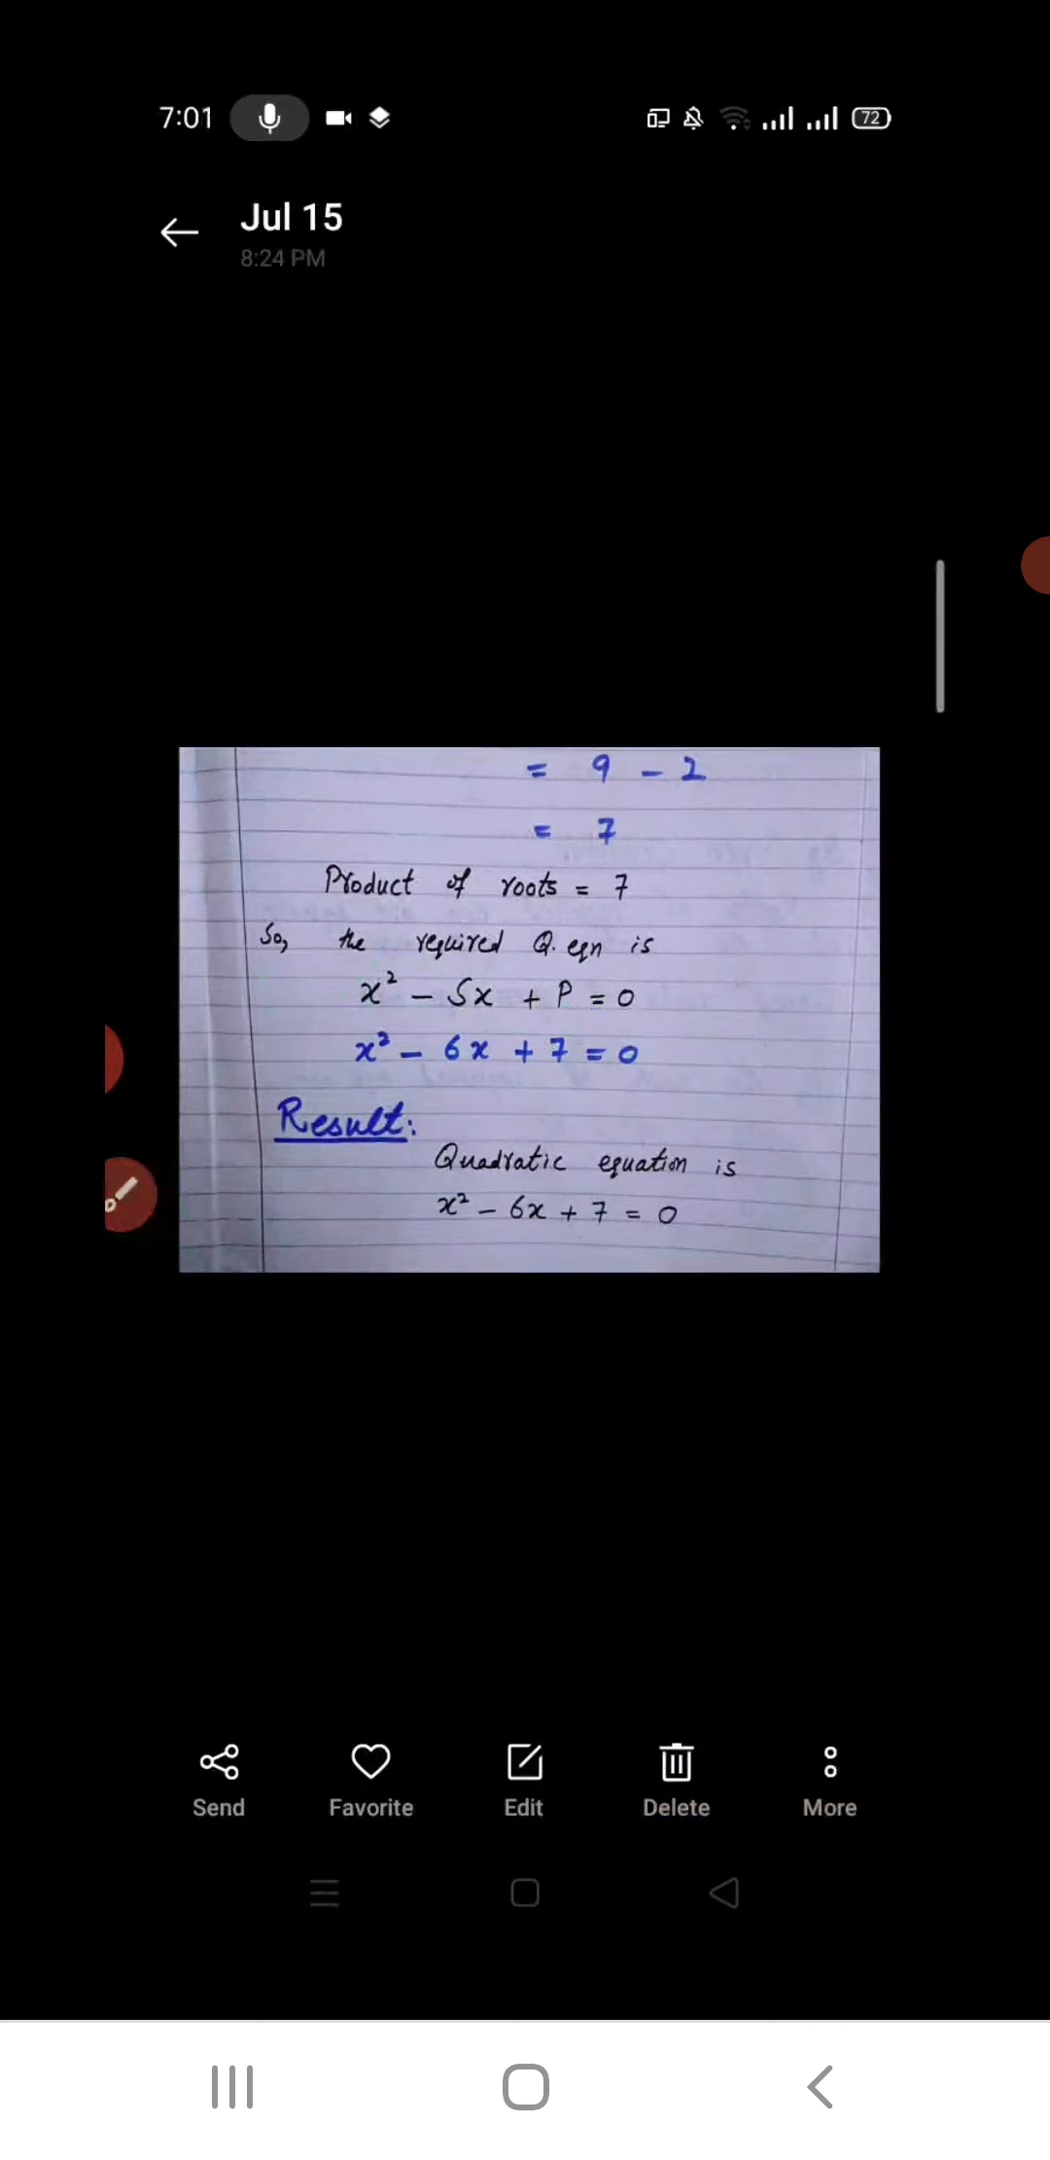 7:01
72
Jul 15
8:24 PM
= 9 - 2
= 7
Product of roots = 7
So, the required Q. eqn is
x² - Sx + P = 0
x² - 6x + 7 = 0
Result:
Quadratic equation is
x² - 6x + 7 = 0
Send Favorite Edit Delete More